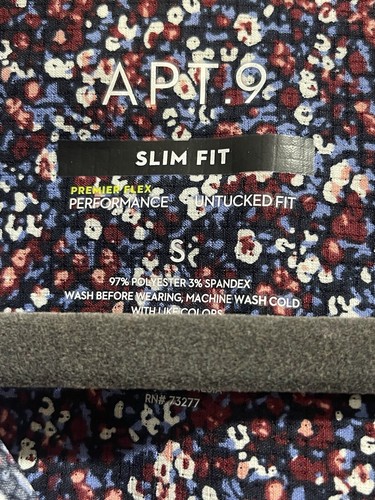 APT.9
SLIM FIT
PREMIER FLEX
PERFORMANCE UNTUCKED FIT
S
97% POLYESTER 3% SPANDEX
WASH BEFORE WEARING, MACHINE WASH COLD
WITH LIKE COLORS
RN# 73277